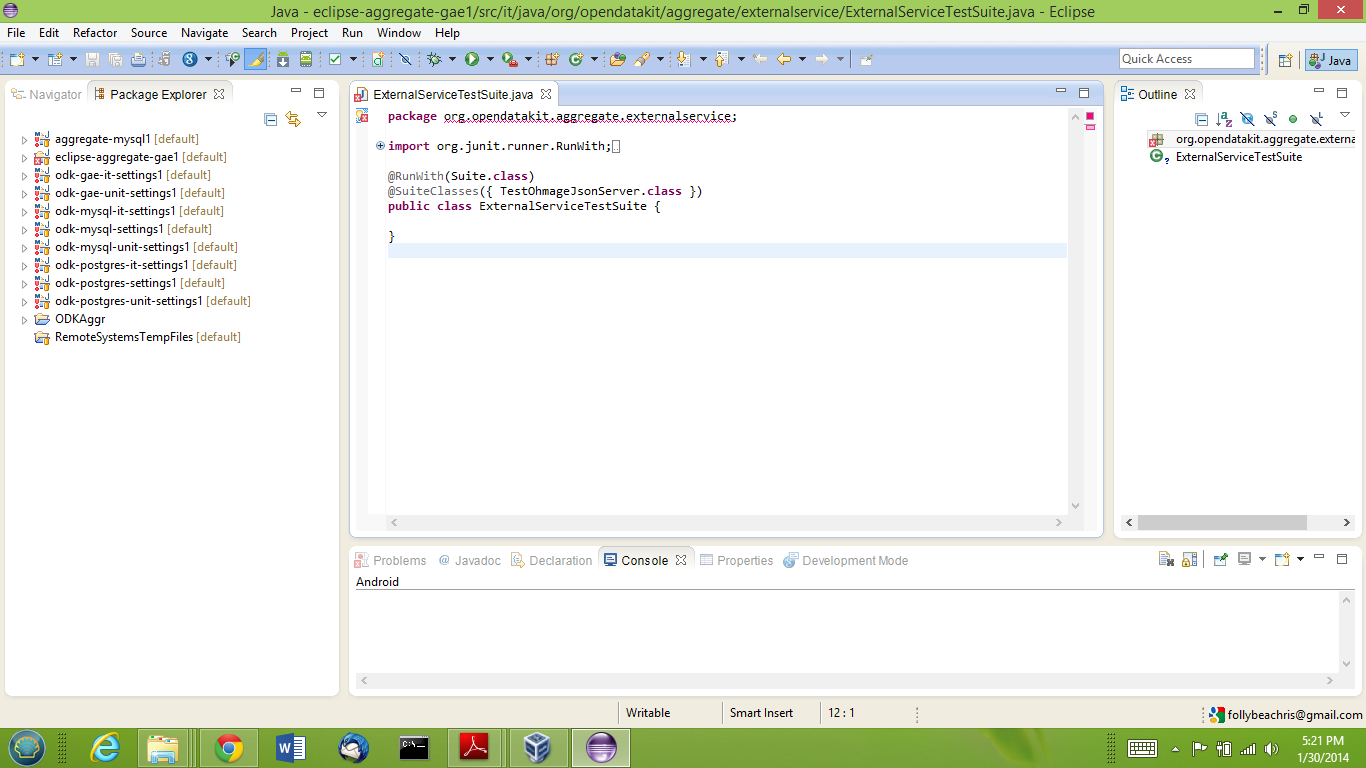 Java - eclipse-aggregate-gae1/src/it/java/org/opendatakit/aggregate/externalservice/ExternalServiceTestSuite.java - Eclipse
File Edit Refactor Source Navigate Search Project Run Window Help
Quick Access
Java
Navigator
Package Explorer
aggregate-mysql1 [default]
eclipse-aggregate-gae1 [default]
odk-gae-it-settings1 [default]
odk-gae-unit-settings1 [default]
odk-mysql-it-settings1 [default]
odk-mysql-settings1 [default]
odk-mysql-unit-settings1 [default]
odk-postgres-it-settings1 [default]
odk-postgres-settings1 [default]
odk-postgres-unit-settings1 [default]
ODKAggr
RemoteSystemsTempFiles [default]
ExternalServiceTestSuite.java
package org.opendatakit.aggregate.externalservice;
import org.junit.runner.RunWith;
@RunWith(Suite.class)
@SuiteClasses({ TestOhmageJsonServer.class })
public class ExternalServiceTestSuite {
}
Outline
org.opendatakit.aggregate.externa
ExternalServiceTestSuite
Problems @ Javadoc Declaration Console Properties Development Mode
Android
Writable Smart Insert 12 : 1
follybeachris@gmail.com
5:21 PM
1/30/2014